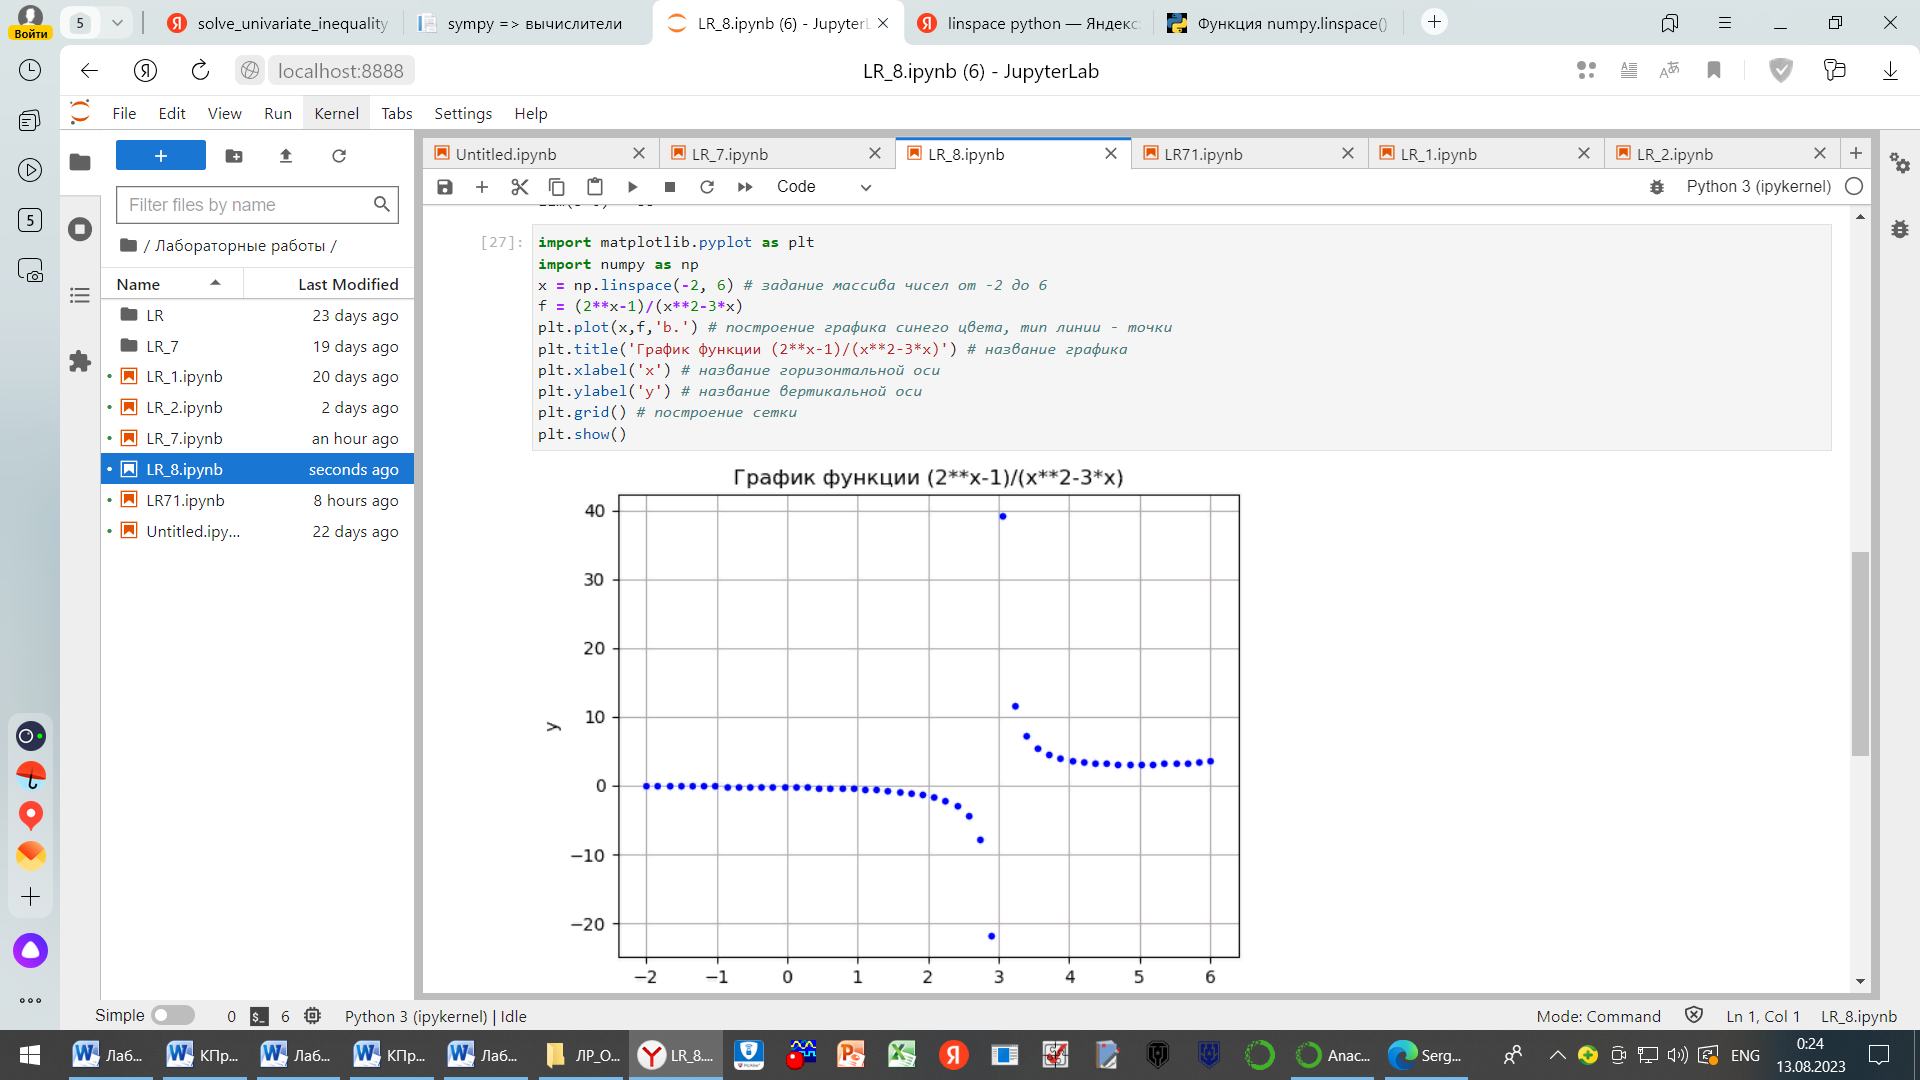 Войти
5
solve_univariate_inequality
sympy => вычислители
LR_8.ipynb (6) - JupyterL
linspace python — Яндекс
Функция numpy.linspace()
localhost:8888
LR_8.ipynb (6) - JupyterLab
File Edit View Run Kernel Tabs Settings Help
5
Filter files by name
/ Лабораторные работы /
Name Last Modified
LR 23 days ago
LR_7 19 days ago
LR_1.ipynb 20 days ago
LR_2.ipynb 2 days ago
LR_7.ipynb an hour ago
LR_8.ipynb seconds ago
LR71.ipynb 8 hours ago
Untitled.ipy... 22 days ago
Untitled.ipynb LR_7.ipynb LR_8.ipynb LR71.ipynb LR_1.ipynb LR_2.ipynb
Code Python 3 (ipykernel)
[27]:
import matplotlib.pyplot as plt
import numpy as np
x = np.linspace(-2, 6) # задание массива чисел от -2 до 6
f = (2**x-1)/(x**2-3*x)
plt.plot(x,f,'b.') # построение графика синего цвета, тип линии - точки
plt.title('График функции (2**x-1)/(x**2-3*x)') # название графика
plt.xlabel('x') # название горизонтальной оси
plt.ylabel('y') # название вертикальной оси
plt.grid() # построение сетки
plt.show()
График функции (2**x-1)/(x**2-3*x)
40
30
20
10
0
−10
−20
y
−2 −1 0 1 2 3 4 5 6
Simple 0 6 Python 3 (ipykernel) | Idle Mode: Command Ln 1, Col 1 LR_8.ipynb
Лаб... КПр... Лаб... КПр... Лаб... ЛР_О... LR_8.... Anac... Serg... ENG
0:24
13.08.2023